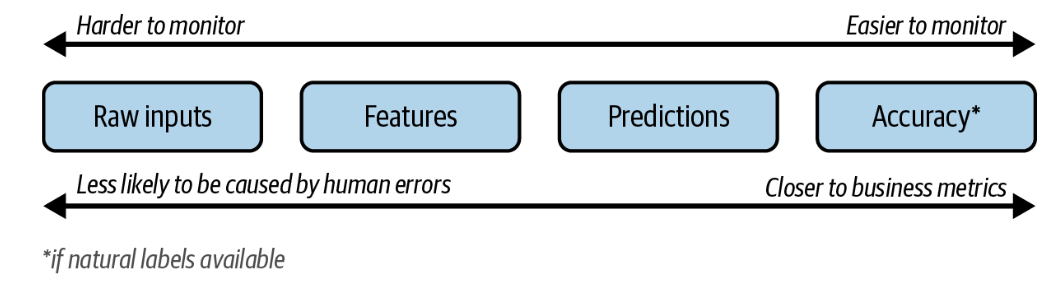 Harder to monitor Easier to monitor
Raw inputs Features Predictions Accuracy*
Less likely to be caused by human errors Closer to business metrics
*if natural labels available